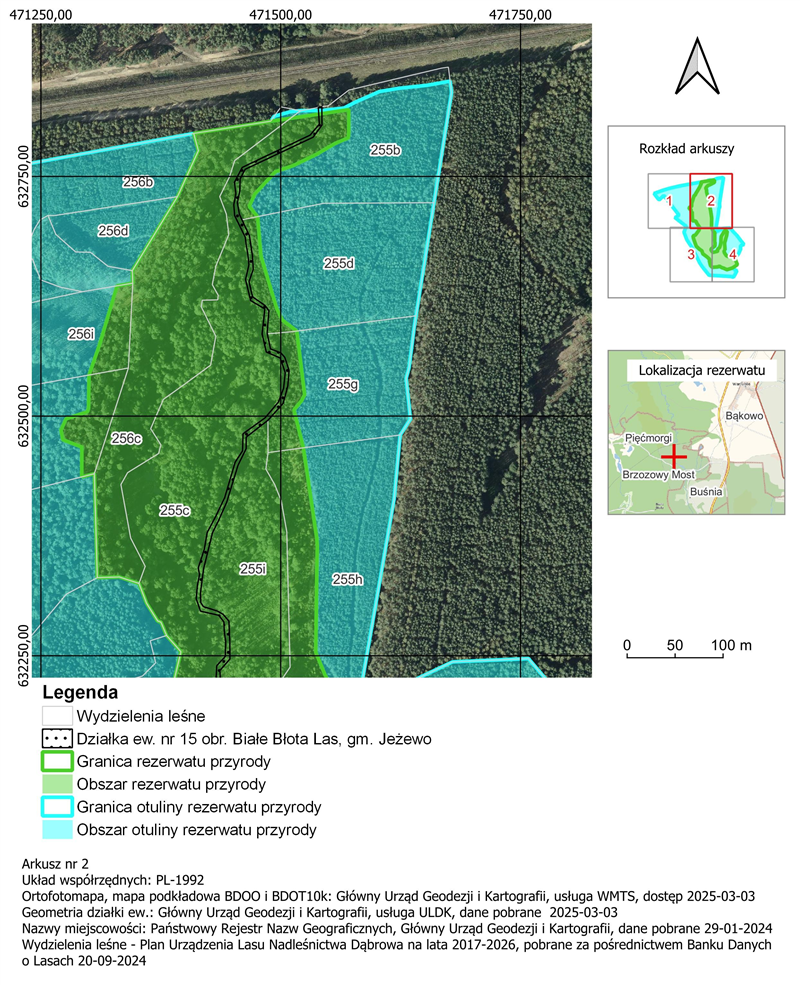 471250,00
471500,00
471750,00
632750,00
632500,00
632250,00
255b
256b
256d
255d
256i
255g
256c
255c
255i
255h
Rozkład arkuszy
1
2
3
4
Lokalizacja rezerwatu
Bąkowo
Pięćmorgi
Brzozowy Most
Buśnia
0 50 100 m
Legenda
Wydzielenia leśne
Działka ew. nr 15 obr. Białe Błota Las, gm. Jeżewo
Granica rezerwatu przyrody
Obszar rezerwatu przyrody
Granica otuliny rezerwatu przyrody
Obszar otuliny rezerwatu przyrody
Arkusz nr 2
Układ współrzędnych: PL-1992
Ortofotomapa, mapa podkładowa BDOO i BDOT10k: Główny Urząd Geodezji i Kartografii, usługa WMTS, dostęp 2025-03-03
Geometria działki ew.: Główny Urząd Geodezji i Kartografii, usługa ULDK, dane pobrane 2025-03-03
Nazwy miejscowości: Państwowy Rejestr Nazw Geograficznych, Główny Urząd Geodezji i Kartografii, dane pobrane 29-01-2024
Wydzielenia leśne - Plan Urządzenia Lasu Nadleśnictwa Dąbrowa na lata 2017-2026, pobrane za pośrednictwem Banku Danych
o Lasach 20-09-2024